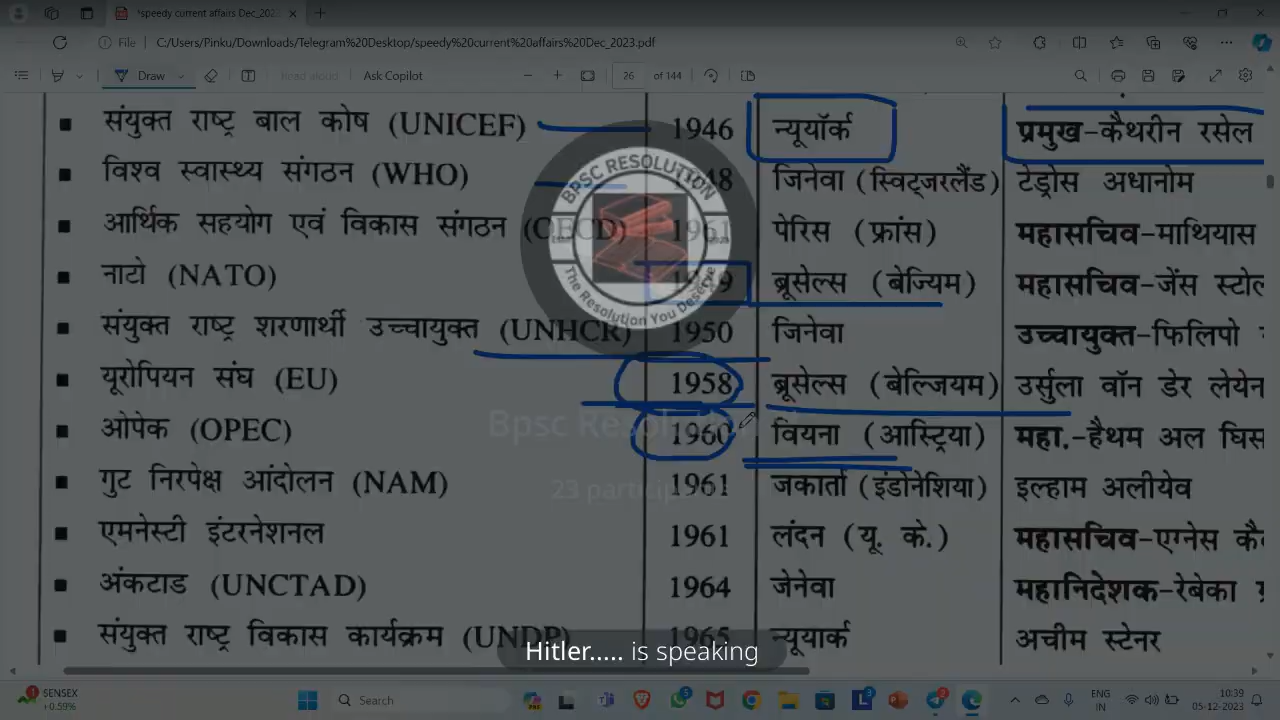 *speedy current affairs Dec_202
File C:/Users/Pinku/Downloads/Telegram%20Desktop/speedy%20current%20affairs%20Dec_2023.pdf
Draw Read aloud Ask Copilot 26 of 144
संयुक्त राष्ट्र बाल कोष (UNICEF) 1946 न्यूयॉर्क प्रमुख-कैथरीन रसेल
विश्व स्वास्थ्य संगठन (WHO) जिनेवा (स्विट्जरलैंड) टेड्रोस अधानोम
आर्थिक सहयोग एवं विकास संगठन (OECD) 1961 पेरिस (फ्रांस) महासचिव-माथियास
नाटो (NATO) ब्रूसेल्स (बेज्यिम) महासचिव-जेंस स्टोल
संयुक्त राष्ट्र शरणार्थी उच्चायुक्त (UNHCR) 1950 जिनेवा उच्चायुक्त-फिलिपो
यूरोपियन संघ (EU) 1958 ब्रूसेल्स (बेल्जियम) उर्सुला वॉन डेर लेयेन
ओपेक (OPEC) 1960 वियना (आस्ट्रिया) महा.-हैथम अल घिस
गुट निरपेक्ष आंदोलन (NAM) 1961 जकार्ता (इंडोनेशिया) इल्हाम अलीयेव
एमनेस्टी इंटरनेशनल 1961 लंदन (यू. के.) महासचिव-एग्नेस कै
अंकटाड (UNCTAD) 1964 जेनेवा महानिदेशक-रेबेका
संयुक्त राष्ट्र विकास कार्यक्रम (UNDP) 1965 न्यूयार्क अचीम स्टेनर
BPSC RESOLUTION
The Resolution You Deserve
Bpsc Resolution
23 participants
Hitler..... is speaking
SENSEX
+0.59%
Search
ENG
IN
10:39
05-12-2023